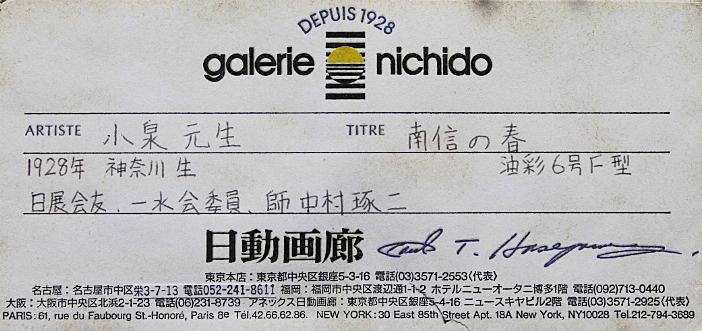 DEPUIS 1928
galerie nichido
ARTISTE 小泉 元生 TITRE 南信の春
1928年 神奈川生 油彩6号F型
日展会友、一水会委員、師 中村琢二
日動画廊
東京本店：東京都中央区銀座5-3-16 電話(03)3571-2553〈代表〉
名古屋：名古屋市中区栄3-7-13 電話052-241-8611 福岡：福岡市中央区渡辺通1-1-2 ホテルニューオータニ博多1階 電話(092)713-0440
大阪：大阪市中央区北浜2-1-23 電話(06)231-8739 アネックス日動画廊：東京都中央区銀座5-4-16 ニュースキヤビル2階 電話(03)3571-2925〈代表〉
PARIS：61, rue du Faubourg St.-Honoré, Paris 8e Tél.42.66.62.86. NEW YORK：30 East 85th Street Apt. 18A New York, NY10028 Tel.212-794-3689